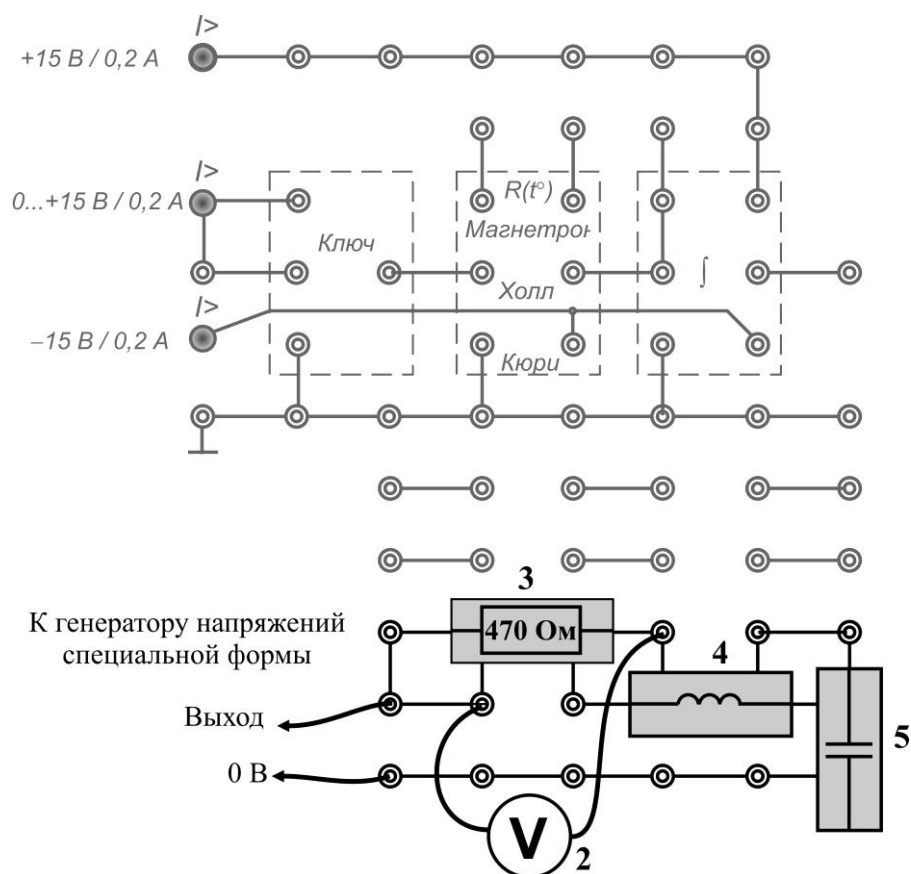 I>
+15 В / 0,2 А
I>
0...+15 В / 0,2 А
R(t°)
Ключ
Магнетрон
∫
I>
Холл
–15 В / 0,2 А
Кюри
3
К генератору напряжений
специальной формы
470 Ом
4
Выход
5
0 В
V
2